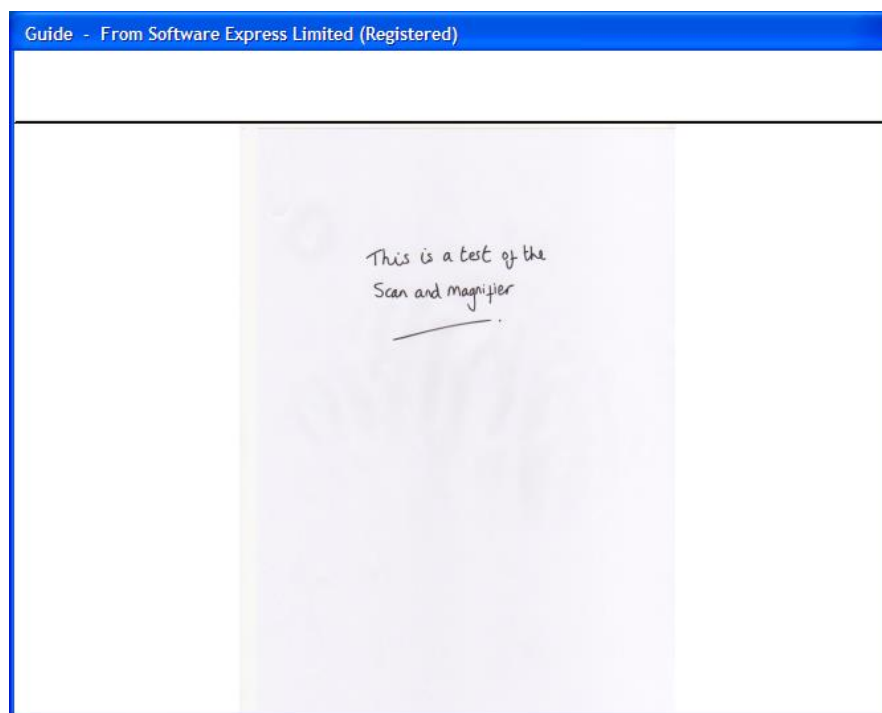 Guide - From Software Express Limited (Registered)
This is a test of the
Scan and magnifier